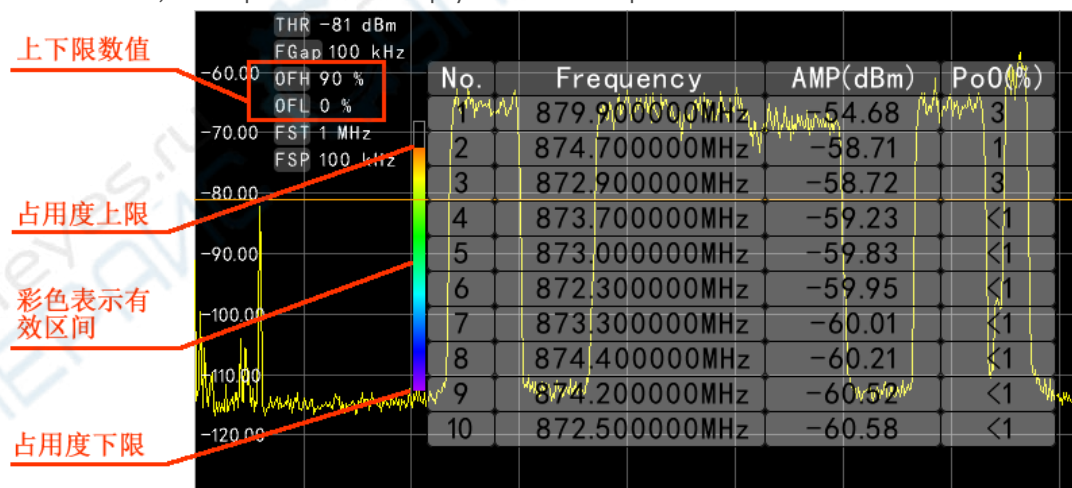 THR -81 dBm
FGap 100 kHz
OFH 90 %
OFL 0 %
FST 1 MHz
FSP 100 kHz
上下限数值
占用度上限
彩色表示有
效区间
占用度下限
-60.00
-70.00
-80.00
-90.00
-100.00
-110.00
-120.00
No. Frequency AMP(dBm) PoO(%)
1 879.900000MHz -54.68 3
2 874.700000MHz -58.71 1
3 872.900000MHz -58.72 3
4 873.700000MHz -59.23 <1
5 873.000000MHz -59.83 <1
6 872.300000MHz -59.95 <1
7 873.300000MHz -60.01 <1
8 874.400000MHz -60.21 <1
9 874.200000MHz -60.52 <1
10 872.500000MHz -60.58 <1